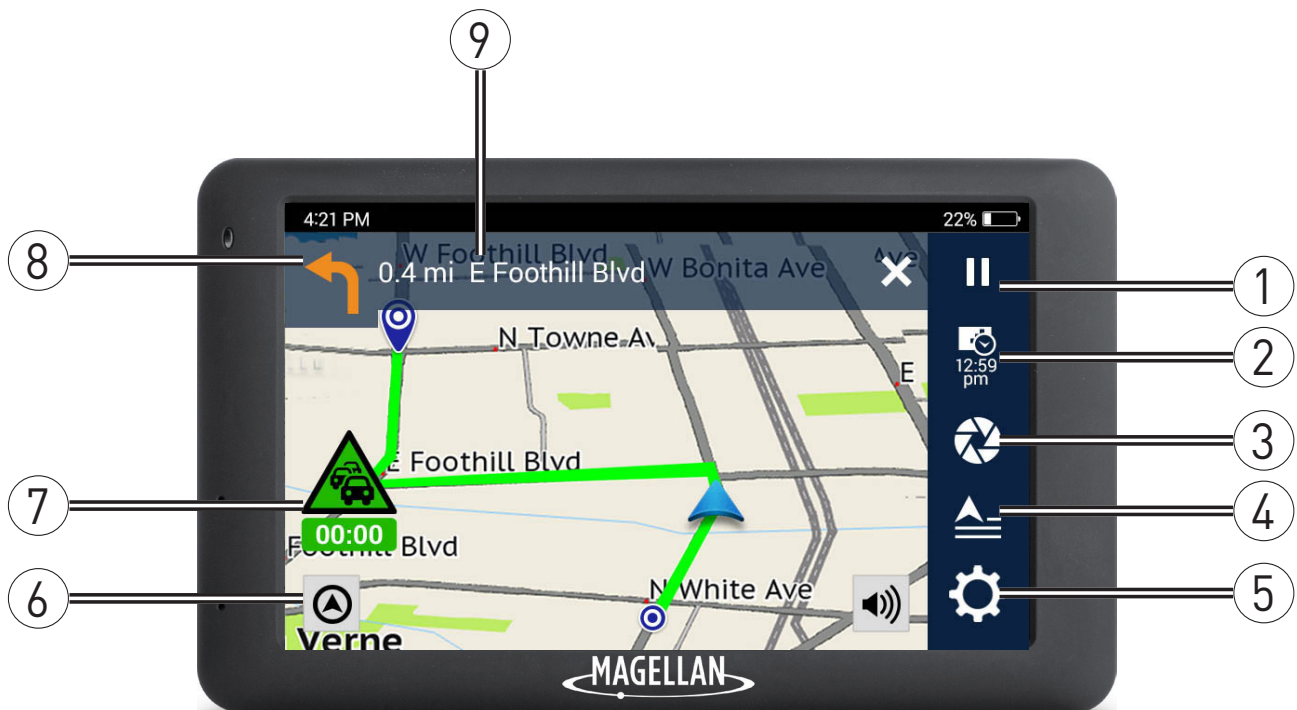 9
4:21 PM
22%
8
W Foothill Blvd
W Bonita Ave
Ave
0.4 mi E Foothill Blvd
1
N Towne Av
2
12:59
pm
E
E Foothill Blvd
3
7
00:00
4
Foothill Blvd
6
N White Ave
5
Verne
MAGELLAN